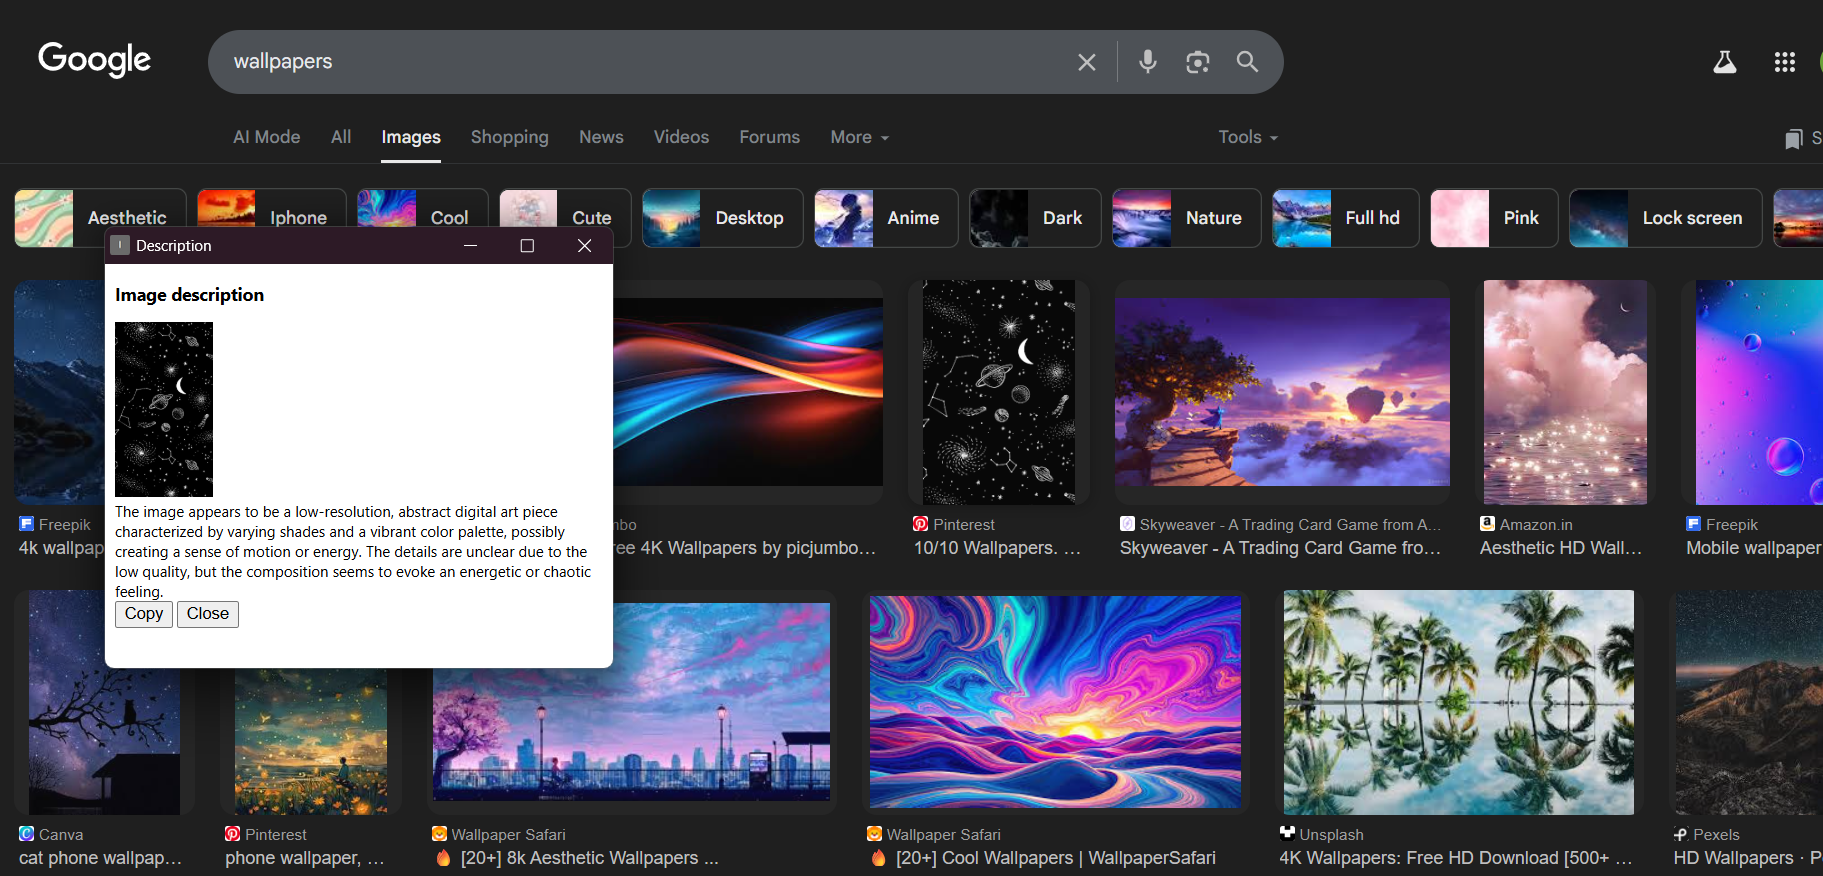 Google
wallpapers
AI Mode
All
Images
Shopping
News
Videos
Forums
More
Tools
S
Aesthetic
Iphone
Cool
Cute
Desktop
Anime
Dark
Nature
Full hd
Pink
Lock screen
Description
Image description
The image appears to be a low-resolution, abstract digital art piece
characterized by varying shades and a vibrant color palette, possibly
creating a sense of motion or energy. The details are unclear due to the
low quality, but the composition seems to evoke an energetic or chaotic
feeling.
Copy
Close
Freepik
4k wallpap
mbo
ree 4K Wallpapers by picjumbo...
Pinterest
10/10 Wallpapers. ...
Skyweaver - A Trading Card Game from A...
Skyweaver - A Trading Card Game fro...
Amazon.in
Aesthetic HD Wall...
Freepik
Mobile wallpaper
Canva
cat phone wallpap...
Pinterest
phone wallpaper, ...
Wallpaper Safari
🔥 [20+] 8k Aesthetic Wallpapers ...
Wallpaper Safari
🔥 [20+] Cool Wallpapers | WallpaperSafari
Unsplash
4K Wallpapers: Free HD Download [500+ ...
Pexels
HD Wallpapers · P